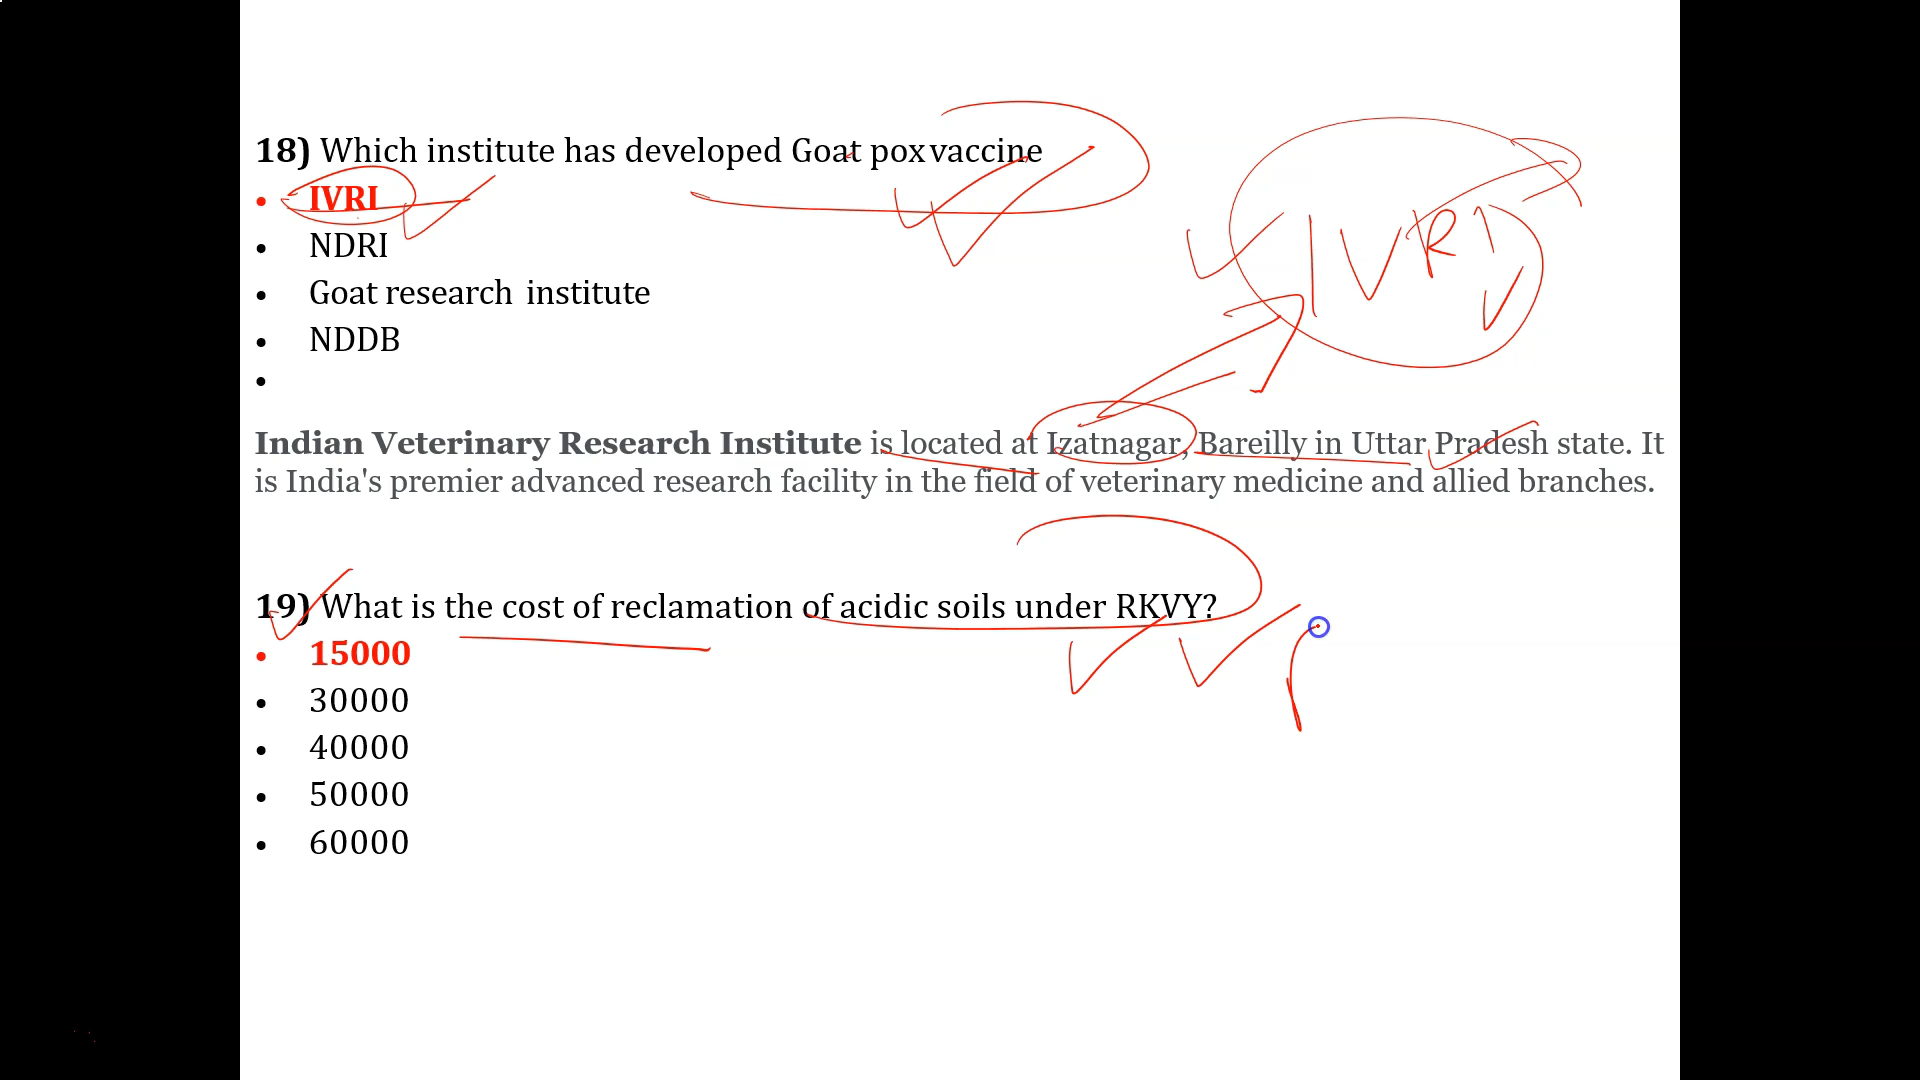 18) Which institute has developed Goat pox vaccine
• IVRI
• NDRI
• Goat research institute
• NDDB
•
IVRI
Indian Veterinary Research Institute is located at Izatnagar, Bareilly in Uttar Pradesh state. It
is India's premier advanced research facility in the field of veterinary medicine and allied branches.
19) What is the cost of reclamation of acidic soils under RKVY?
• 15000
• 30000
• 40000
• 50000
• 60000